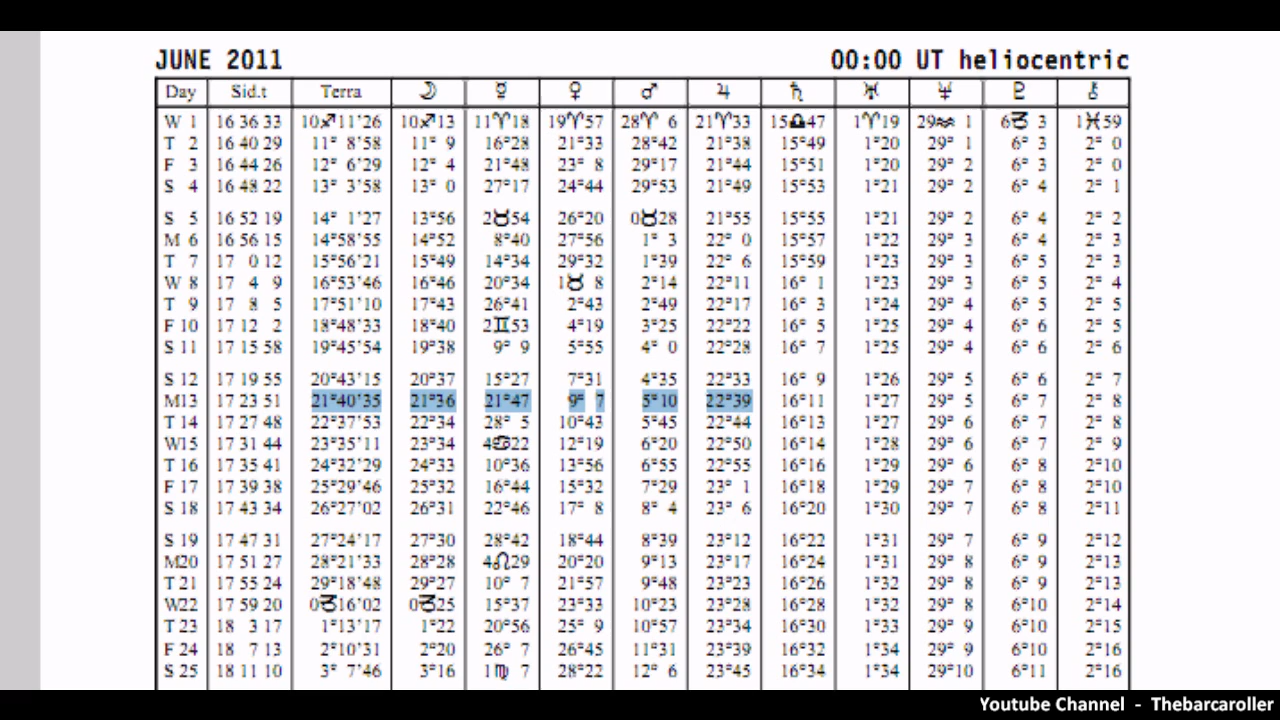 JUNE 2011 00:00 UT heliocentric
Day Sid.t Terra ☽ ☿ ♀ ♂ ♃ ♄ ♅ ♆ ♇ ⚷
W 1 16 36 33 10♐11'26 10♐13 11♈18 19♈57 28♈ 6 21♈33 15♎47 1♈19 29♒ 1 6♑ 3 1♓59
T 2 16 40 29 11° 8'58 11° 9 16°28 21°33 28°42 21°38 15°49 1°20 29° 1 6° 3 2° 0
F 3 16 44 26 12° 6'29 12° 4 21°48 23° 8 29°17 21°44 15°51 1°20 29° 2 6° 3 2° 0
S 4 16 48 22 13° 3'58 13° 0 27°17 24°44 29°53 21°49 15°53 1°21 29° 2 6° 4 2° 1
S 5 16 52 19 14° 1'27 13°56 2♉54 26°20 0♉28 21°55 15°55 1°21 29° 2 6° 4 2° 2
M 6 16 56 15 14°58'55 14°52 8°40 27°56 1° 3 22° 0 15°57 1°22 29° 3 6° 4 2° 3
T 7 17 0 12 15°56'21 15°49 14°34 29°32 1°39 22° 6 15°59 1°23 29° 3 6° 5 2° 3
W 8 17 4 9 16°53'46 16°46 20°34 1♉ 8 2°14 22°11 16° 1 1°23 29° 3 6° 5 2° 4
T 9 17 8 5 17°51'10 17°43 26°41 2°43 2°49 22°17 16° 3 1°24 29° 4 6° 5 2° 5
F 10 17 12 2 18°48'33 18°40 2♊53 4°19 3°25 22°22 16° 5 1°25 29° 4 6° 6 2° 5
S 11 17 15 58 19°45'54 19°38 9° 9 5°55 4° 0 22°28 16° 7 1°25 29° 4 6° 6 2° 6
S 12 17 19 55 20°43'15 20°37 15°27 7°31 4°35 22°33 16° 9 1°26 29° 5 6° 6 2° 7
M13 17 23 51 21°40'35 21°36 21°47 9° 7 5°10 22°39 16°11 1°27 29° 5 6° 7 2° 8
T 14 17 27 48 22°37'53 22°34 28° 5 10°43 5°45 22°44 16°13 1°27 29° 6 6° 7 2° 8
W15 17 31 44 23°35'11 23°34 4♋22 12°19 6°20 22°50 16°14 1°28 29° 6 6° 7 2° 9
T 16 17 35 41 24°32'29 24°33 10°36 13°56 6°55 22°55 16°16 1°29 29° 6 6° 8 2°10
F 17 17 39 38 25°29'46 25°32 16°44 15°32 7°29 23° 1 16°18 1°29 29° 7 6° 8 2°10
S 18 17 43 34 26°27'02 26°31 22°46 17° 8 8° 4 23° 6 16°20 1°30 29° 7 6° 8 2°11
S 19 17 47 31 27°24'17 27°30 28°42 18°44 8°39 23°12 16°22 1°31 29° 7 6° 9 2°12
M20 17 51 27 28°21'33 28°28 4♌29 20°20 9°13 23°17 16°24 1°31 29° 8 6° 9 2°13
T 21 17 55 24 29°18'48 29°27 10° 7 21°57 9°48 23°23 16°26 1°32 29° 8 6° 9 2°13
W22 17 59 20 0♑16'02 0♑25 15°37 23°33 10°23 23°28 16°28 1°32 29° 8 6°10 2°14
T 23 18 3 17 1°13'17 1°22 20°56 25° 9 10°57 23°34 16°30 1°33 29° 9 6°10 2°15
F 24 18 7 13 2°10'31 2°20 26° 7 26°45 11°31 23°39 16°32 1°34 29° 9 6°10 2°16
S 25 18 11 10 3° 7'46 3°16 1♍ 7 28°22 12° 6 23°45 16°34 1°34 29°10 6°11 2°16
Youtube Channel - Thebarcaroller